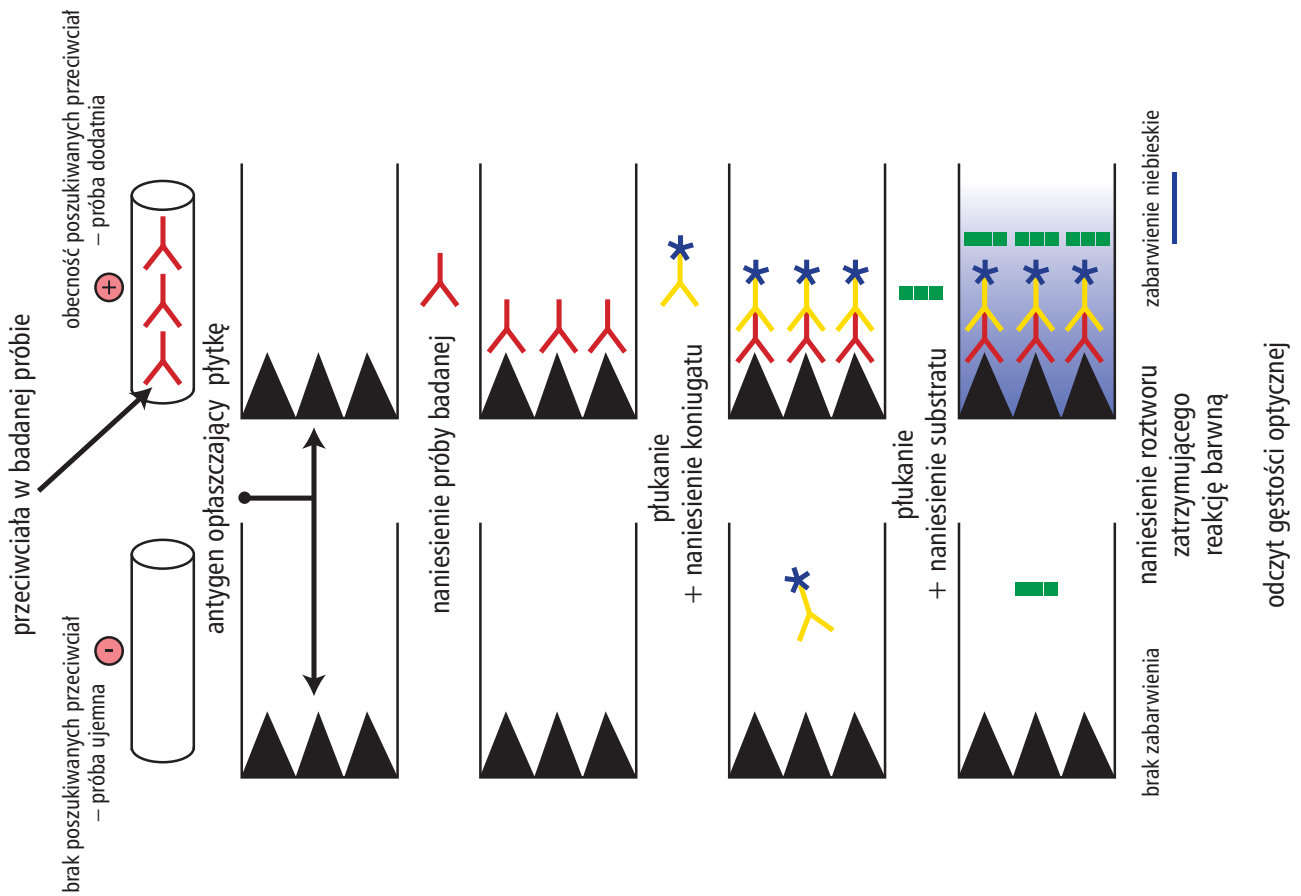 przeciwciała w badanej próbie
brak poszukiwanych przeciwciał
– próba ujemna
-
obecność poszukiwanych przeciwciał
– próba dodatnia
+
antygen opłaszczający płytkę
naniesienie próby badanej
płukanie
+ naniesienie koniugatu
płukanie
+ naniesienie substratu
brak zabarwienia
naniesienie roztworu
zatrzymującego
reakcję barwną
zabarwienie niebieskie
odczyt gęstości optycznej